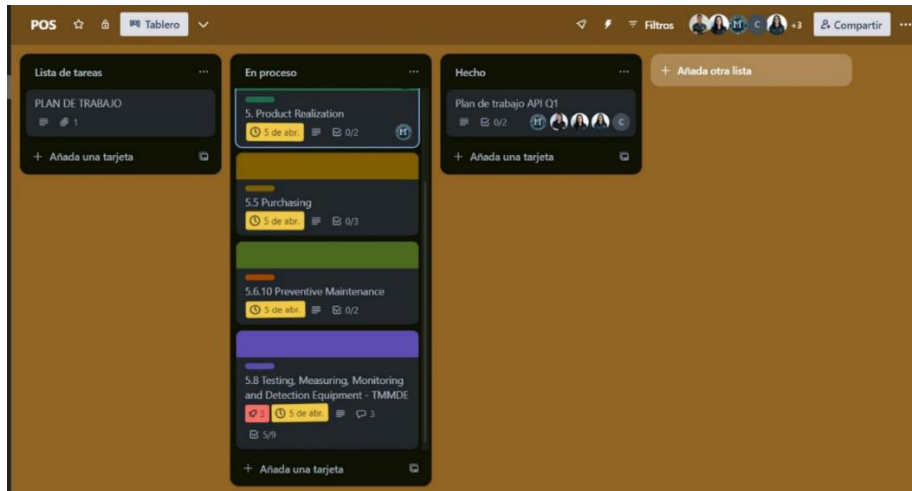 POS Tablero Filtros C +3 Compartir
Lista de tareas
PLAN DE TRABAJO
1
+ Añada una tarjeta
En proceso
5. Product Realization
5 de abr. 0/2
5.5 Purchasing
5 de abr. 0/3
5.6.10 Preventive Maintenance
5 de abr. 0/2
5.8 Testing, Measuring, Monitoring
and Detection Equipment - TMMDE
3 5 de abr. 3
5/9
+ Añada una tarjeta
Hecho
Plan de trabajo API Q1
0/2 C
+ Añada una tarjeta
+ Añada otra lista